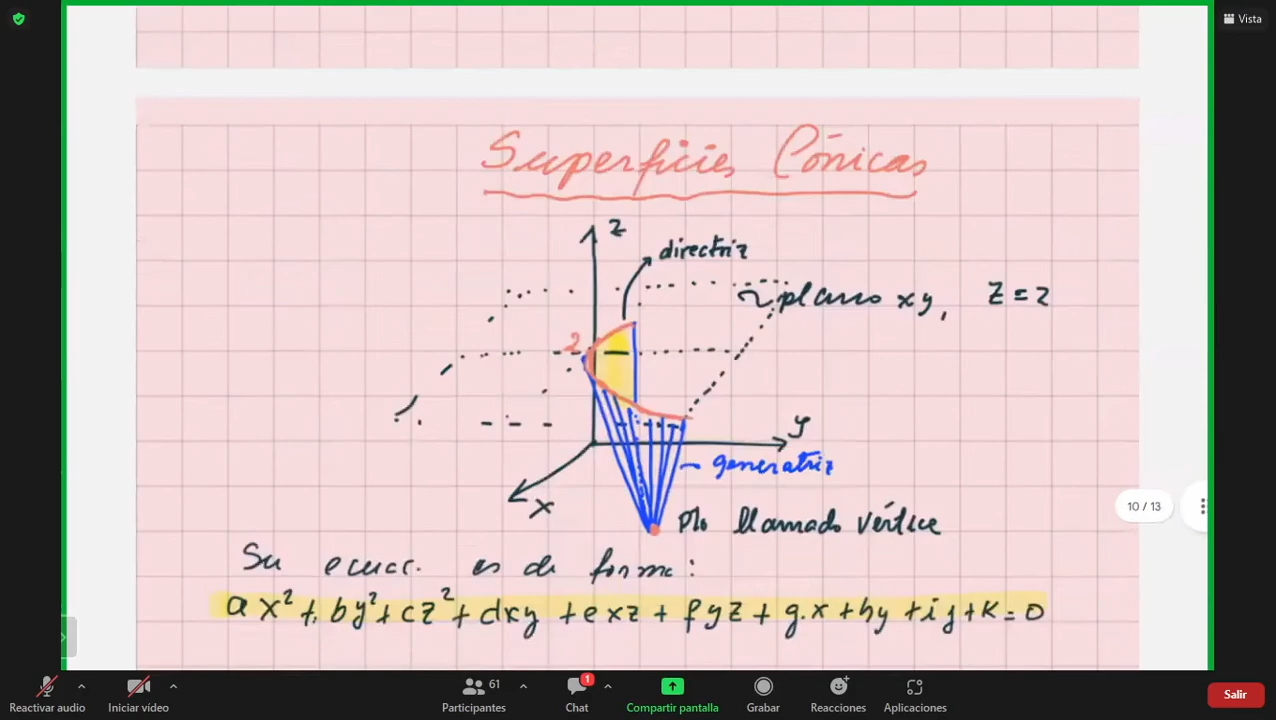 Vista
Superficies Cónicas
z
directriz
plano xy, z = 2
2
y
generatriz
x
Pto llamado vértice
Su ecuac. es de forma:
ax² + by² + cz² + dxy + exz + fyz + g.x + hy + iz + K = 0
10 / 13
61
1
Reactivar audio
Iniciar vídeo
Participantes
Chat
Compartir pantalla
Grabar
Reacciones
Aplicaciones
Salir